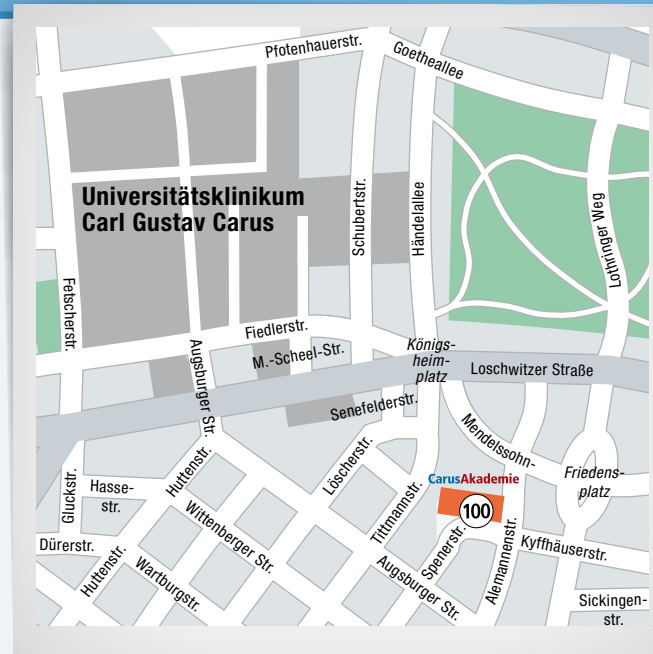 Pfotenhauerstr.
Goetheallee
Universitätsklinikum
Carl Gustav Carus
Schubertstr.
Händelallee
Lothringer Weg
Fetscherstr.
Fiedlerstr.
M.-Scheel-Str.
Augsburger Str.
Königs-
heim-
platz
Loschwitzer Straße
Senefelderstr.
Mendelssohn-
Löscherstr.
Huttenstr.
Gluckstr.
Hasse-
str.
CarusAkademie
100
Friedens-
platz
Tittmannstr.
Wittenberger Str.
Dürerstr.
Huttenstr.
Wartburgstr.
Augsburger Str.
Spenerstr.
Alemannenstr.
Kyffhäuserstr.
Sickingen-
str.